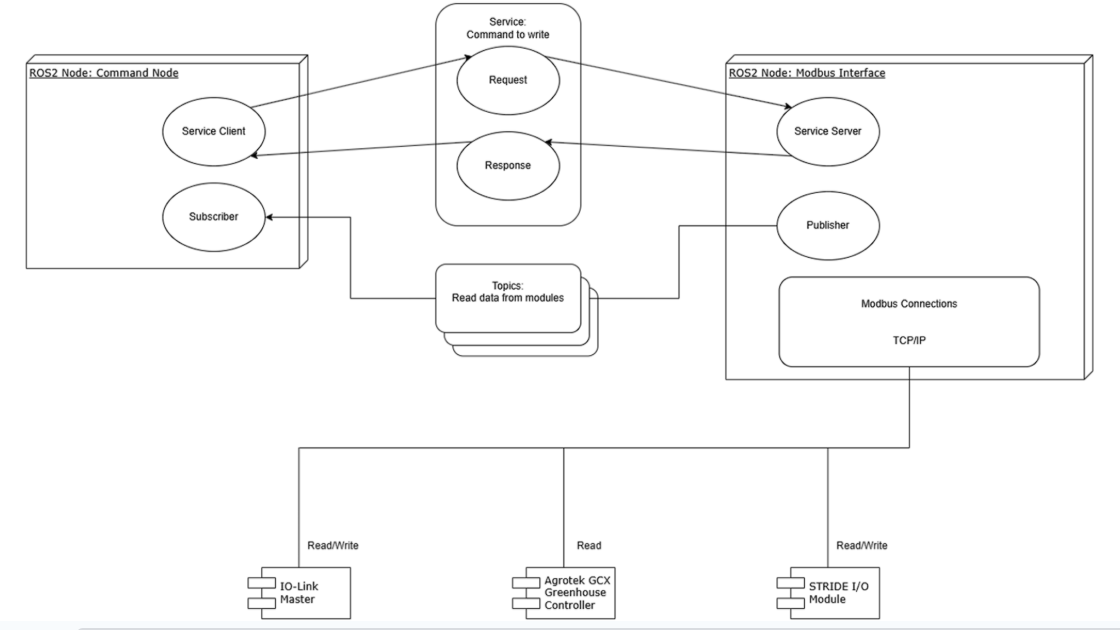 Service:
Command to write
ROS2 Node: Command Node
Request
ROS2 Node: Modbus Interface
Service Client
Service Server
Response
Subscriber
Publisher
Topics:
Read data from modules
Modbus Connections
TCP/IP
Read/Write
Read
Read/Write
IO-Link
Master
Agrotek GCX
Greenhouse
Controller
STRIDE I/O
Module